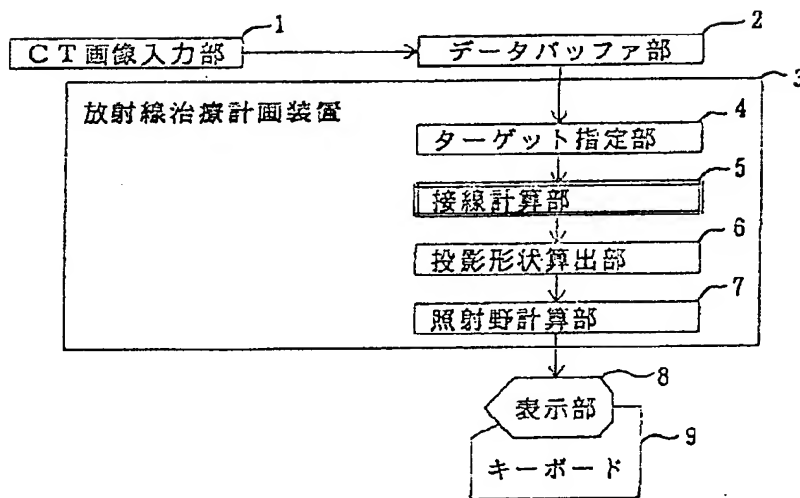 1
CT画像入力部
2
データバッファ部
3
放射線治療計画装置
4
ターゲット指定部
5
接線計算部
6
投影形状算出部
7
照射野計算部
8
表示部
9
キーボード